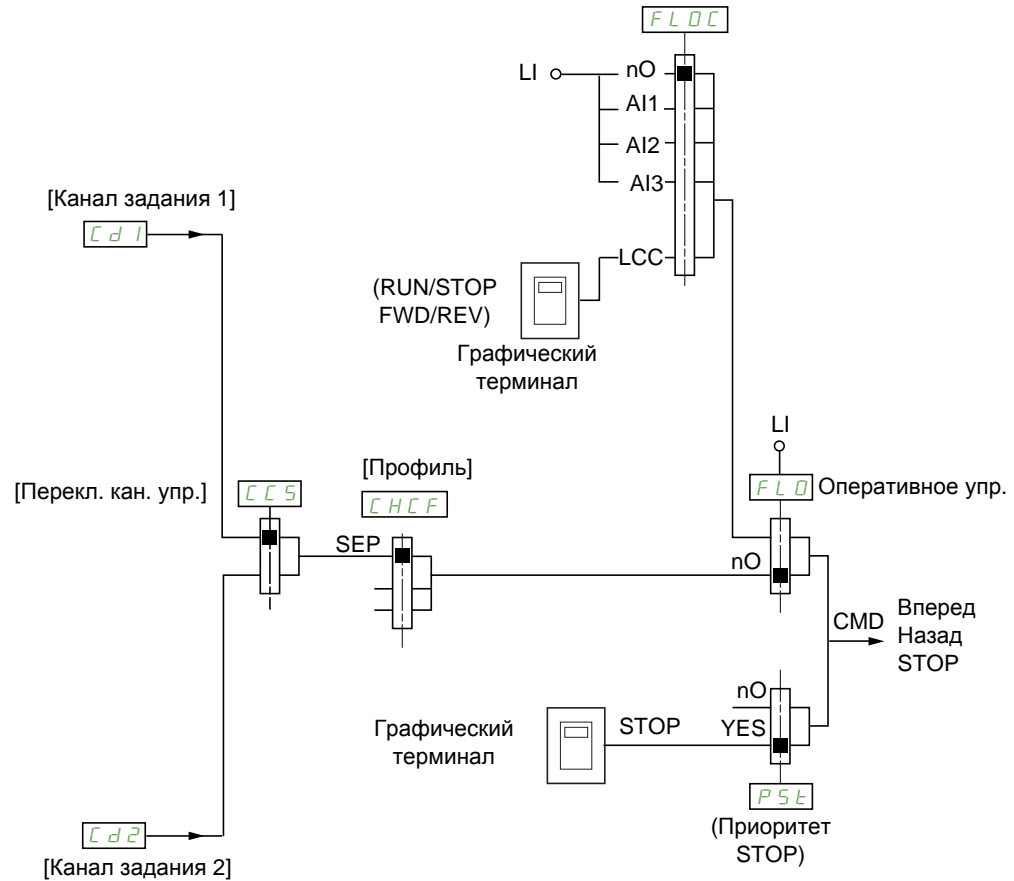 FLOC
LI
nO
AI1
AI2
AI3
LCC
[Канал задания 1]
Cd1
(RUN/STOP
FWD/REV)
Графический
терминал
LI
[Перекл. кан. упр.]
CCS
[Профиль]
CHCF
FLO
Оперативное упр.
SEP
nO
CMD
Вперед
Назад
STOP
Графический
терминал
STOP
nO
YES
PSt
(Приоритет
STOP)
Cd2
[Канал задания 2]